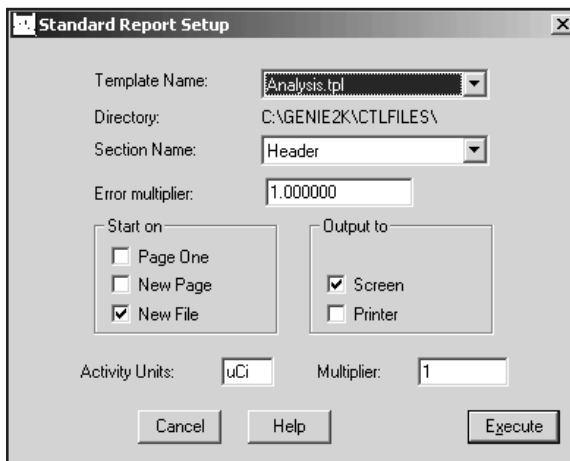 Standard Report Setup
Template Name: Analysis.tpl
Directory: C:\GENIE2K\CTLFILES\
Section Name: Header
Error multiplier: 1.000000
Start on
Page One
New Page
New File
Output to
Screen
Printer
Activity Units: uCi Multiplier: 1
Cancel Help Execute